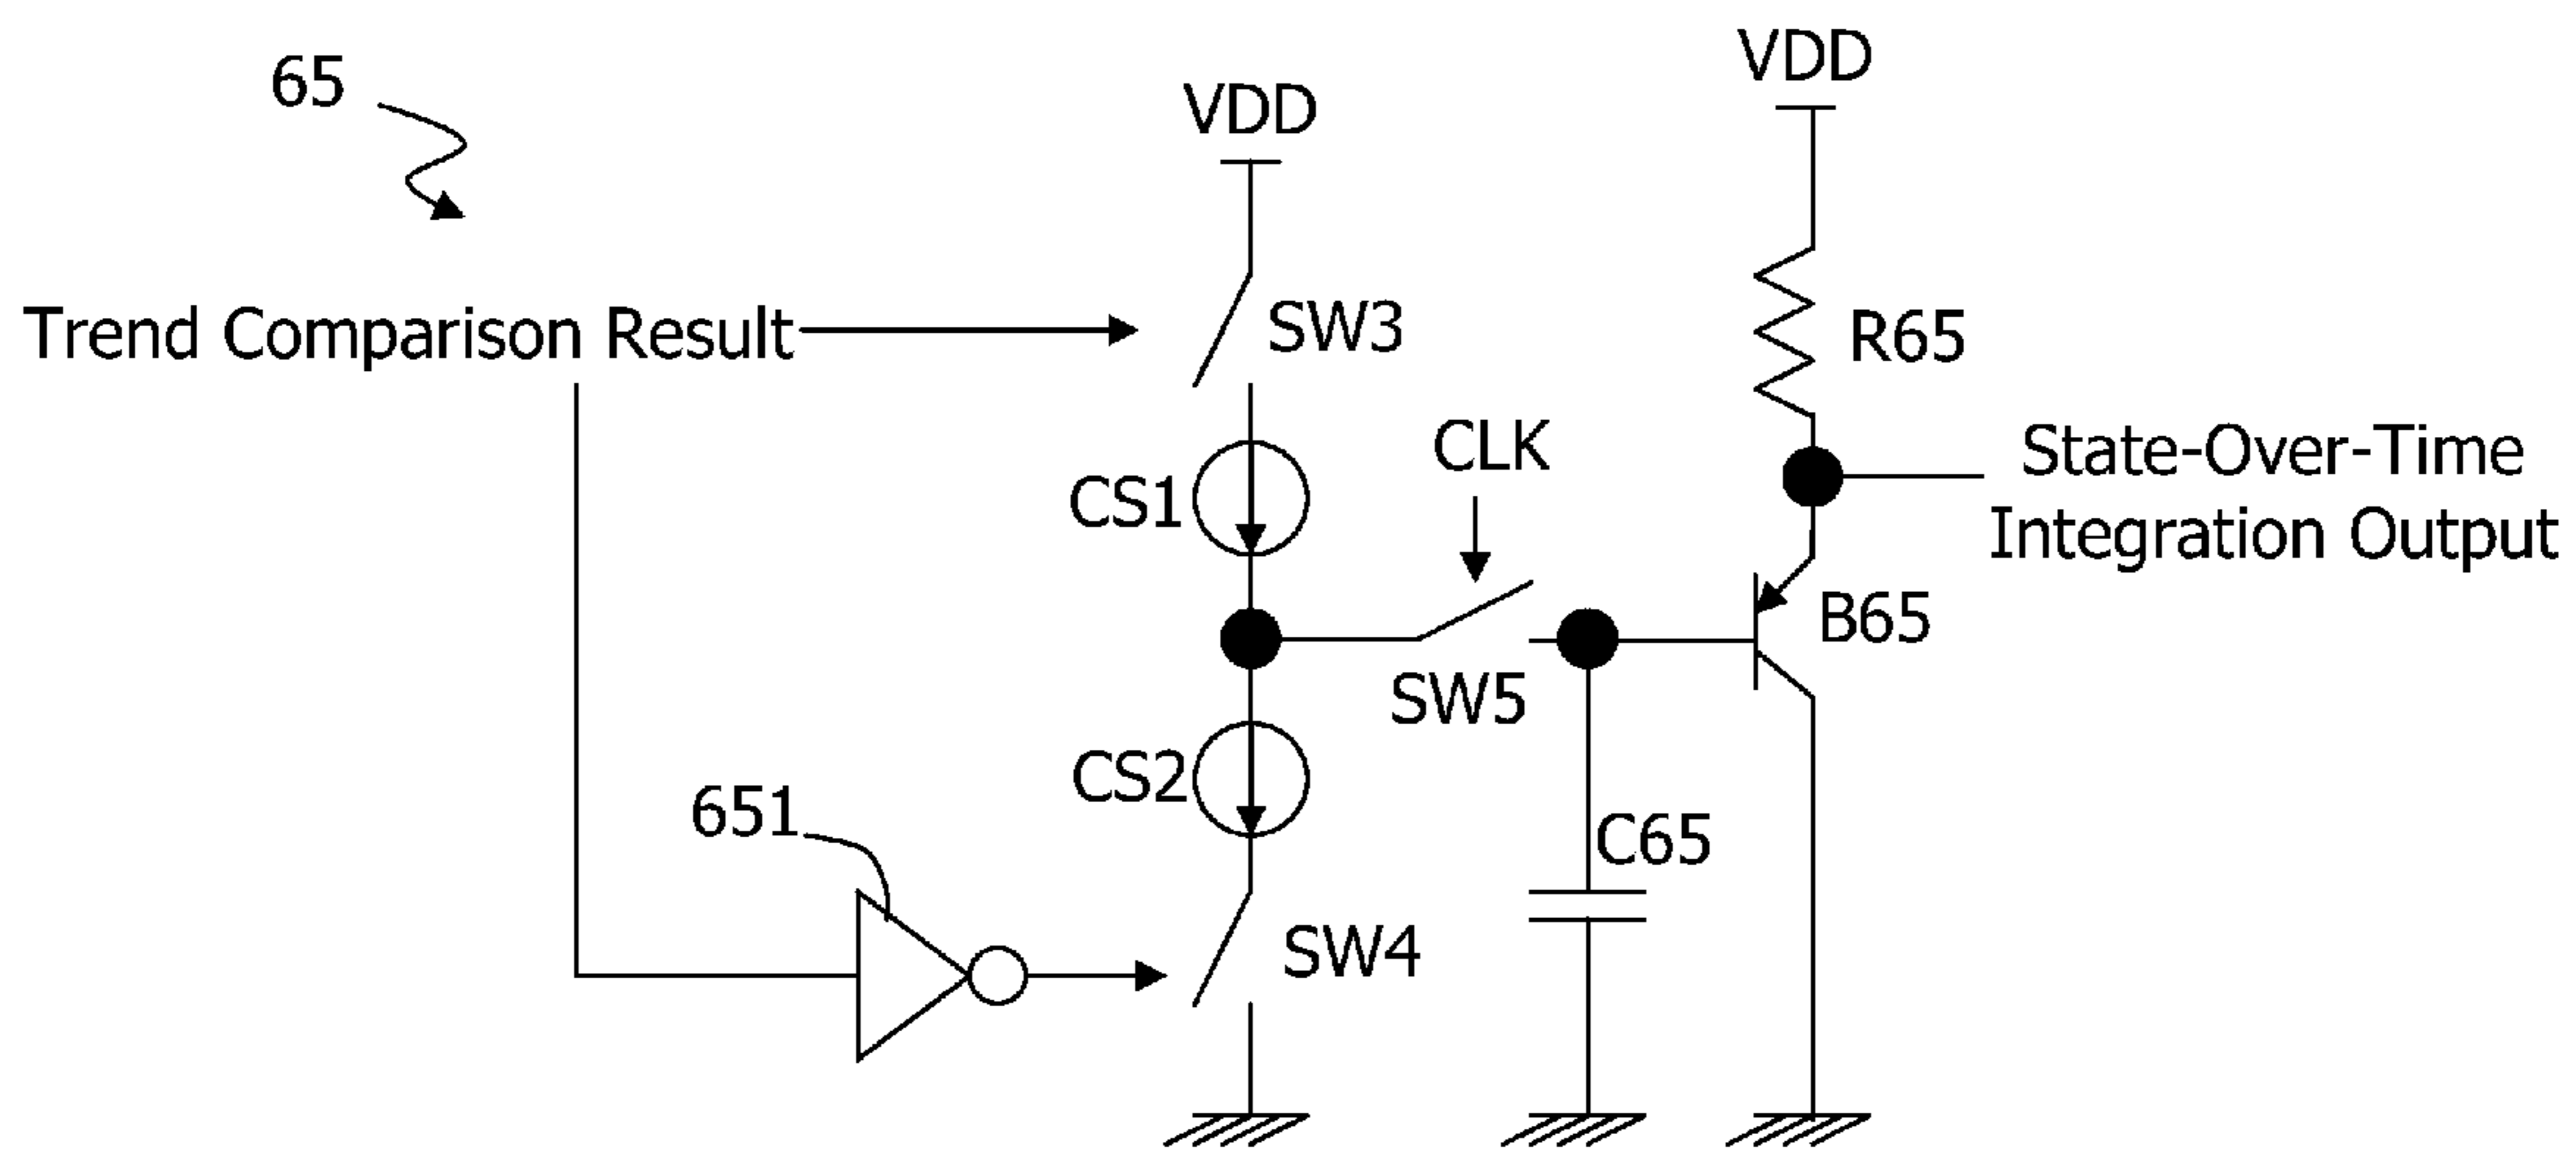 65
VDD
VDD
Trend Comparison Result
SW3
R65
CS1
CLK
State-Over-Time
Integration Output
B65
SW5
CS2
651
C65
SW4